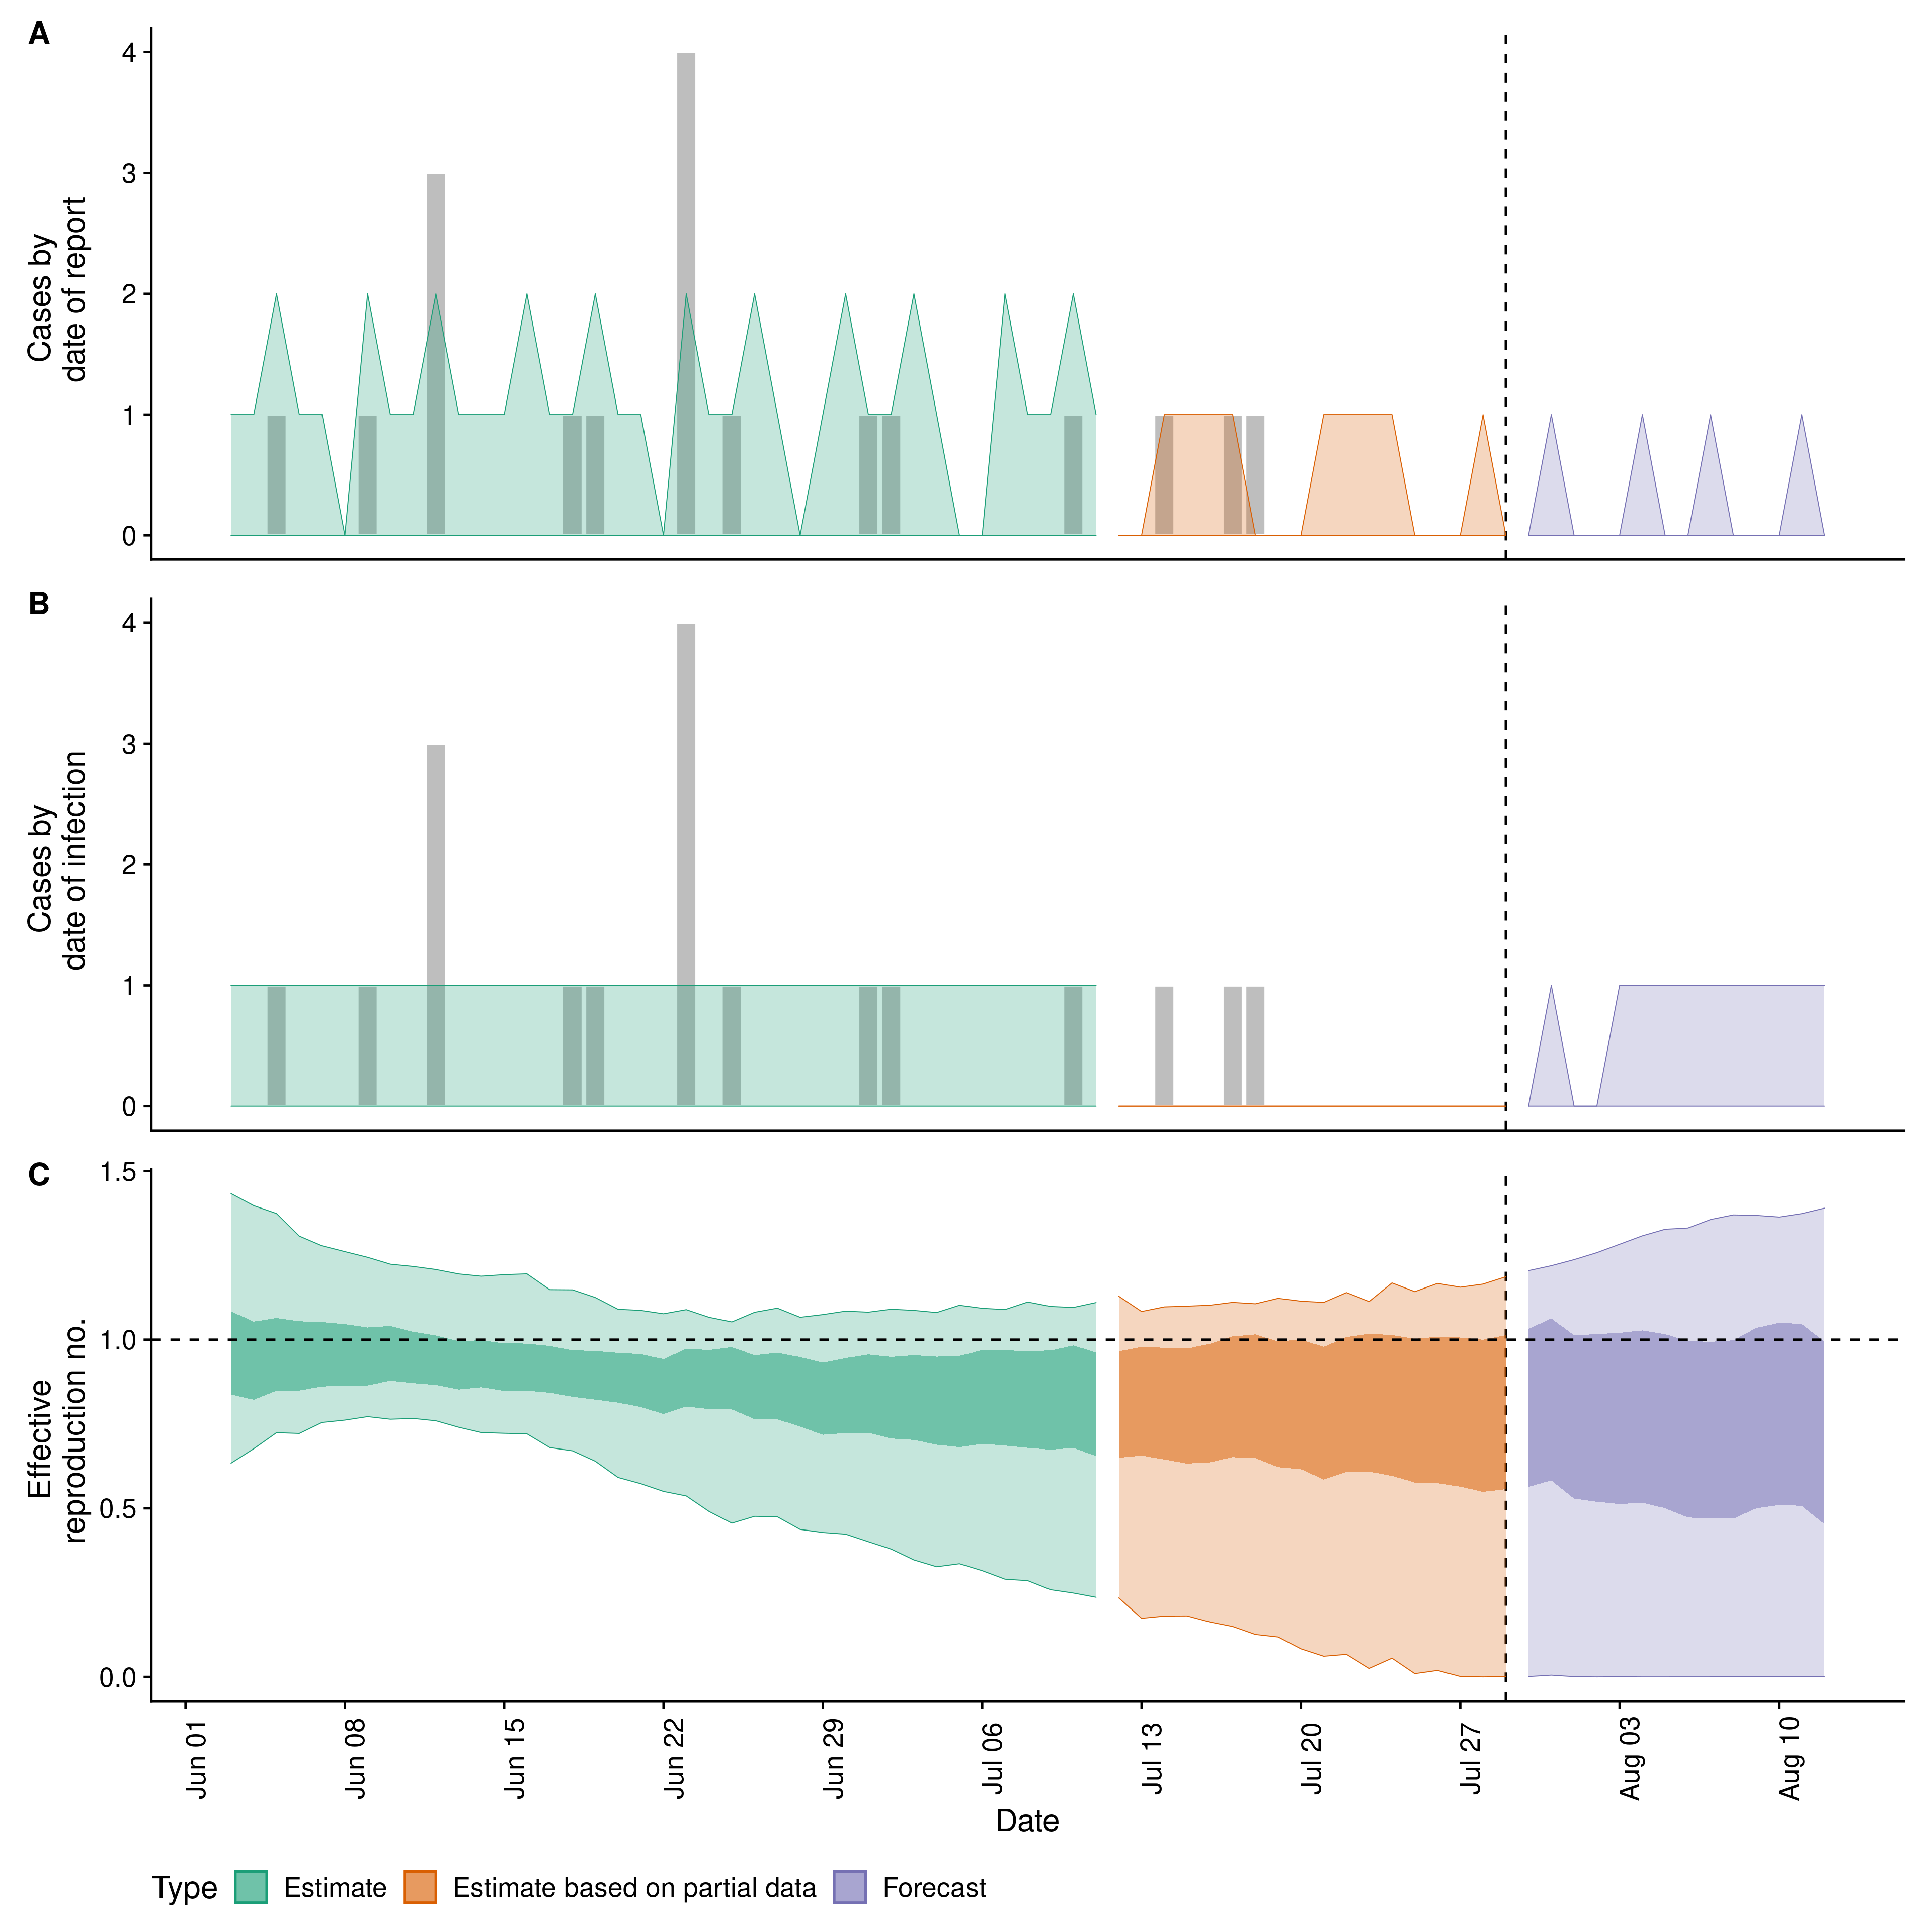 A
4
3
2
1
0
Cases by
date of report
B
4
3
2
1
0
Cases by
date of infection
C
1.5
1.0
0.5
0.0
Effective
reproduction no.
Jun 01
Jun 08
Jun 15
Jun 22
Jun 29
Jul 06
Jul 13
Jul 20
Jul 27
Aug 03
Aug 10
Date
Type Estimate Estimate based on partial data Forecast